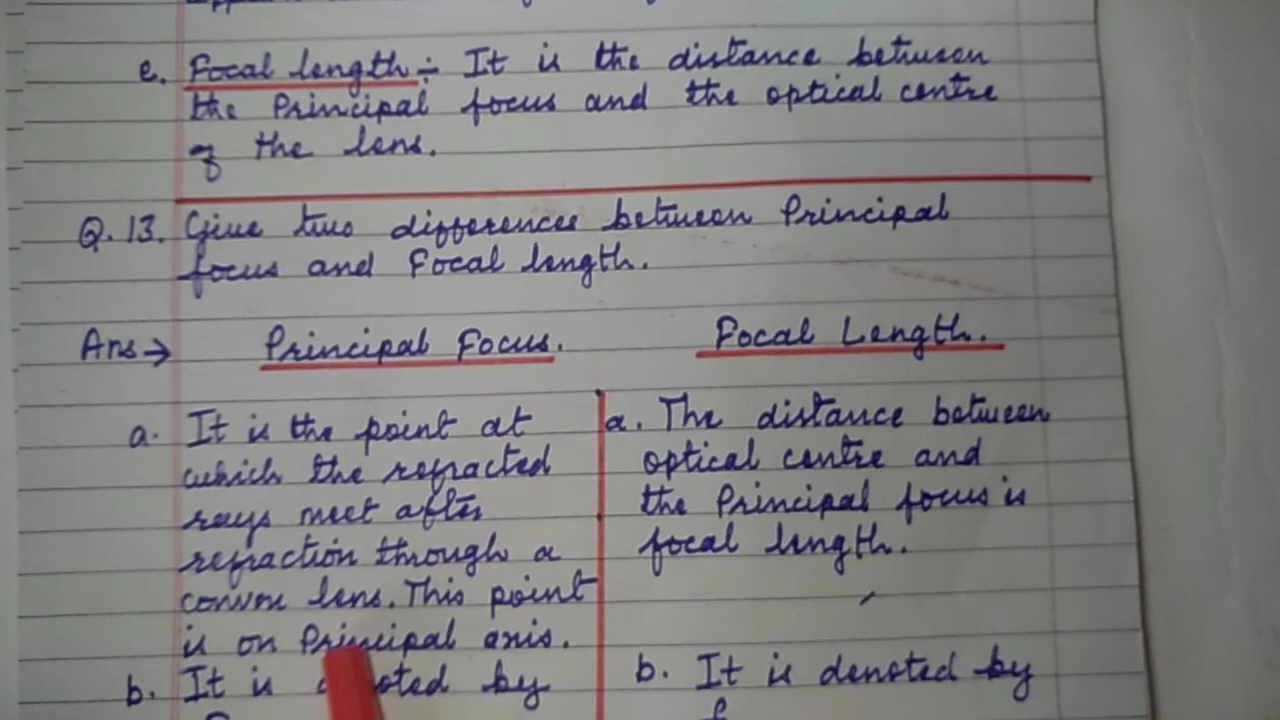 e. Focal length :- It is the distance between
the Principal focus and the optical centre
of the lens.
Q. 13. Give two differences between Principal
focus and Focal length.
Ans → Principal Focus. Focal Length.
a. It is the point at
which the refracted
rays meet after
refraction through a
convex lens. This point
is on Principal axis.
b. It is denoted by
a. The distance between
optical centre and
the Principal focus is
focal length.
b. It is denoted by
f